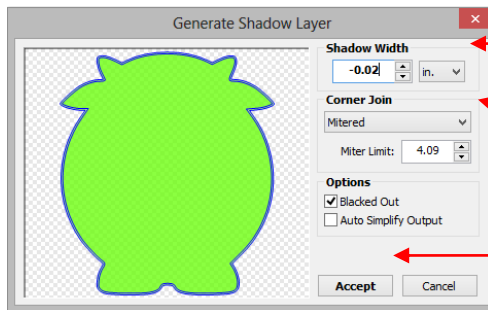 Generate Shadow Layer
Shadow Width
-0.02 in.
Corner Join
Mitered
Miter Limit: 4.09
Options
Blacked Out
Auto Simplify Output
Accept Cancel